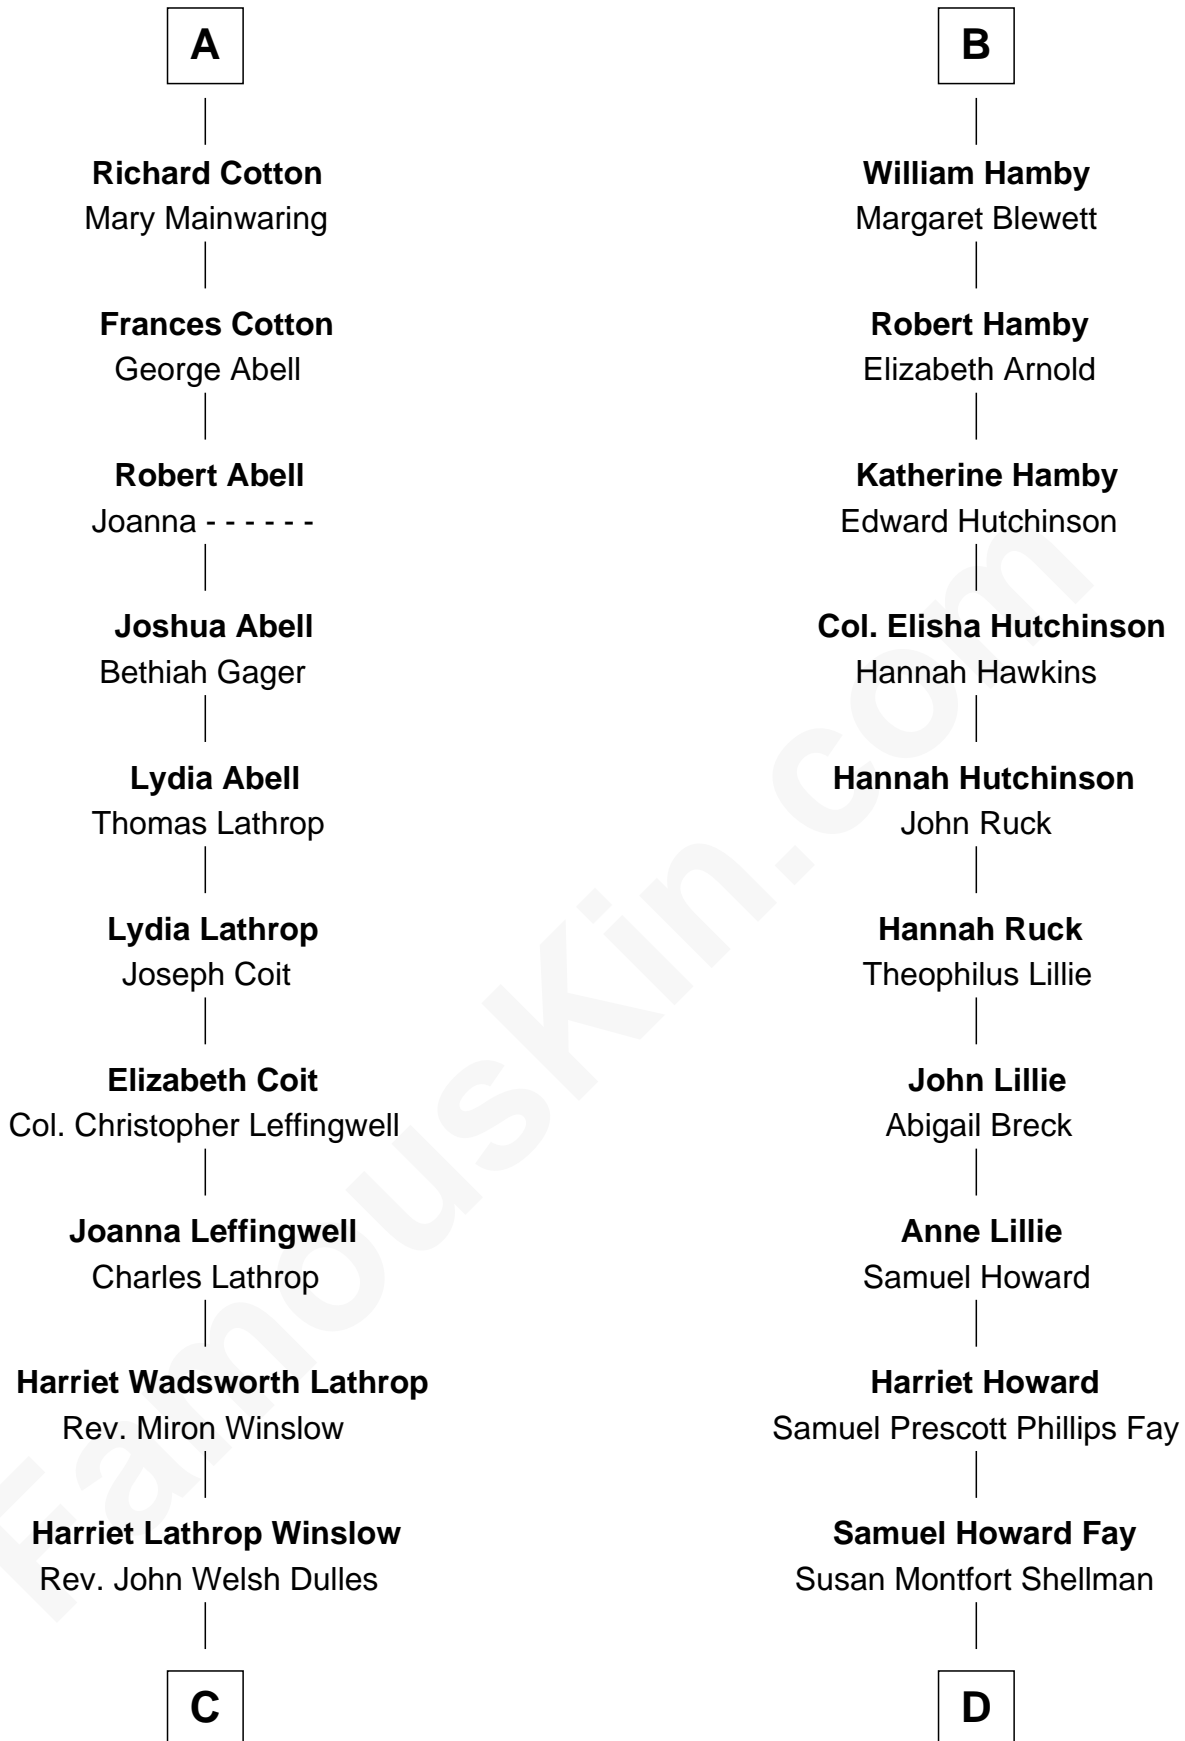 A
Richard Cotton
Mary Mainwaring
Frances Cotton
George Abell
Robert Abell
Joanna - - - - - -
Joshua Abell
Bethiah Gager
Lydia Abell
Thomas Lathrop
Lydia Lathrop
Joseph Coit
Elizabeth Coit
Col. Christopher Leffingwell
Joanna Leffingwell
Charles Lathrop
Harriet Wadsworth Lathrop
Rev. Miron Winslow
Harriet Lathrop Winslow
Rev. John Welsh Dulles
C
B
William Hamby
Margaret Blewett
Robert Hamby
Elizabeth Arnold
Katherine Hamby
Edward Hutchinson
Col. Elisha Hutchinson
Hannah Hawkins
Hannah Hutchinson
John Ruck
Hannah Ruck
Theophilus Lillie
John Lillie
Abigail Breck
Anne Lillie
Samuel Howard
Harriet Howard
Samuel Prescott Phillips Fay
Samuel Howard Fay
Susan Montfort Shellman
D
FamousKin.com